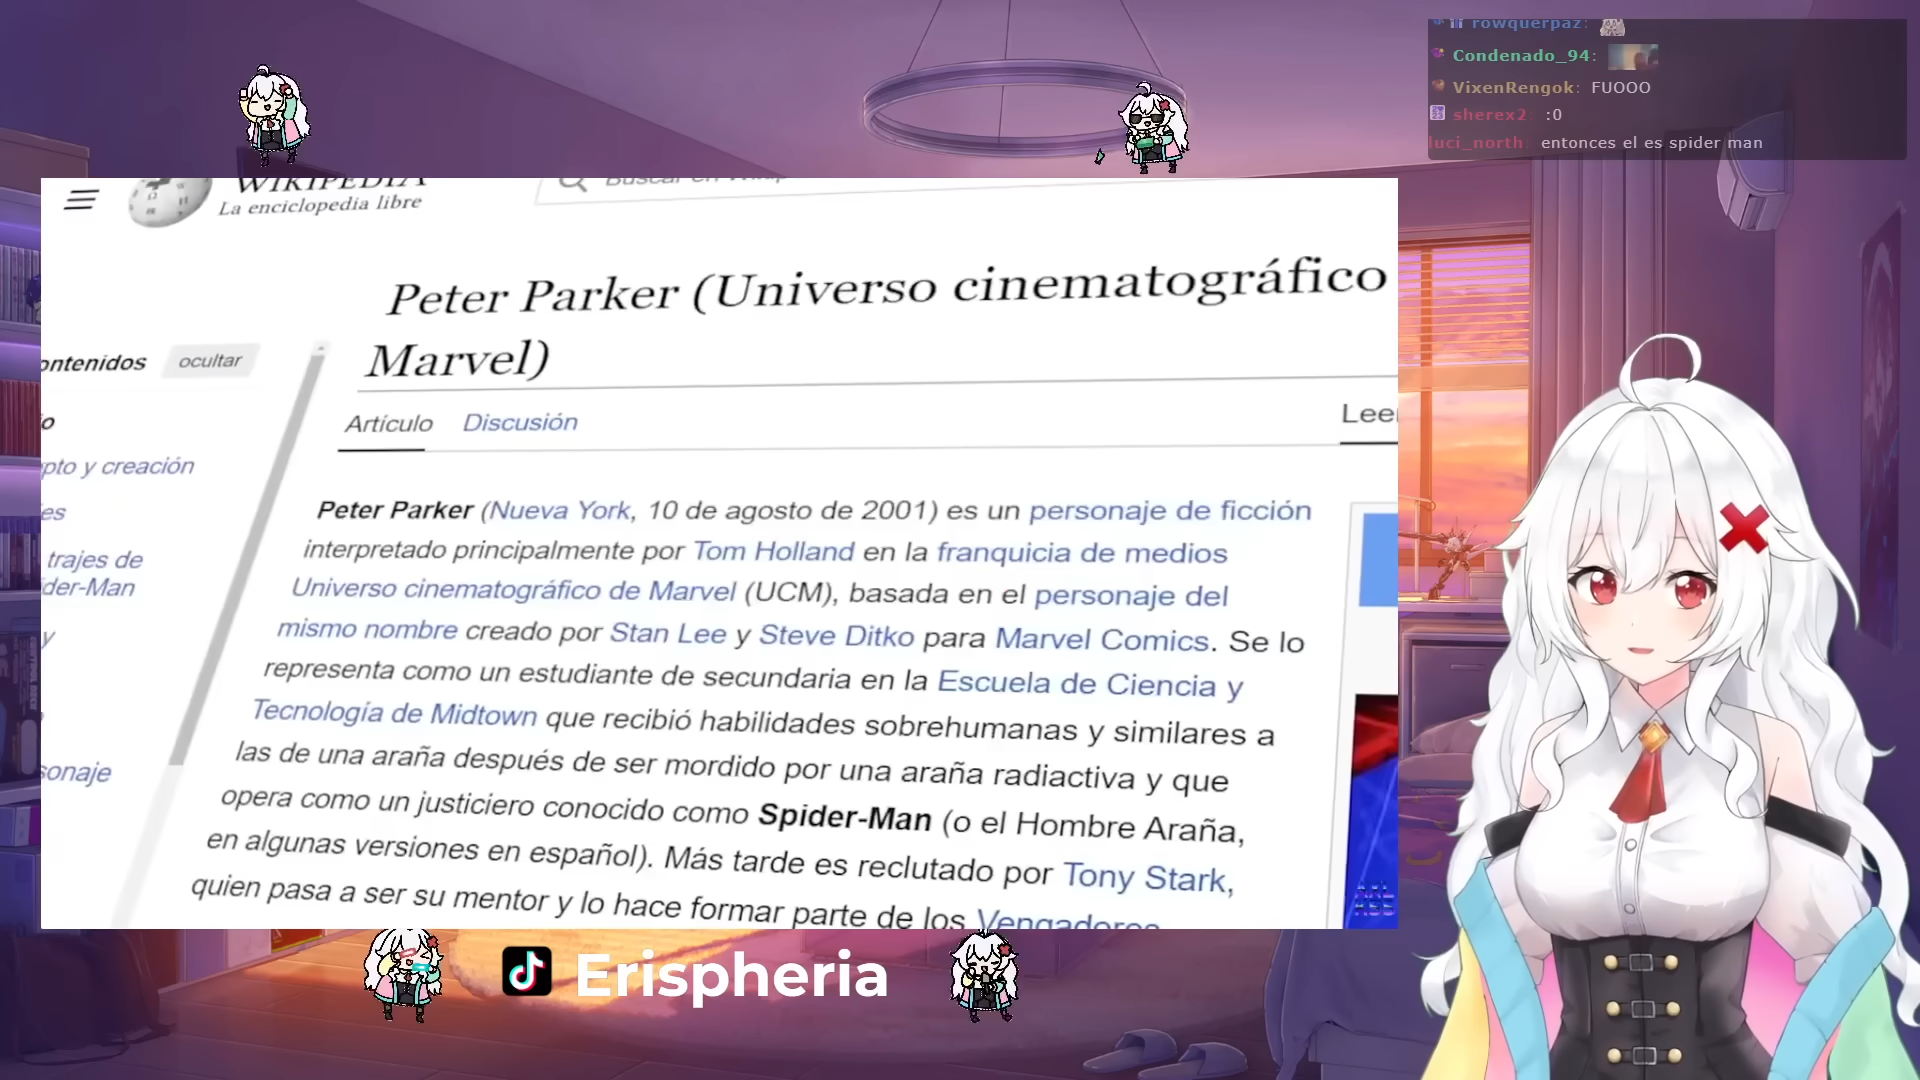 rowquerpaz:
Condenado_94:
VixenRengok: FUOOO
sherex2: :0
luci_north: entonces el es spider man
WIKIPEDIA
La enciclopedia libre
Buscar en
Peter Parker (Universo cinematográfico
Marvel)
ontenidos ocultar
Artículo Discusión
Lee
o
pto y creación
es
trajes de
der-Man
y
sonaje
Peter Parker (Nueva York, 10 de agosto de 2001) es un personaje de ficción
interpretado principalmente por Tom Holland en la franquicia de medios
Universo cinematográfico de Marvel (UCM), basada en el personaje del
mismo nombre creado por Stan Lee y Steve Ditko para Marvel Comics. Se lo
representa como un estudiante de secundaria en la Escuela de Ciencia y
Tecnología de Midtown que recibió habilidades sobrehumanas y similares a
las de una araña después de ser mordido por una araña radiactiva y que
opera como un justiciero conocido como Spider-Man (o el Hombre Araña,
en algunas versiones en español). Más tarde es reclutado por Tony Stark,
quien pasa a ser su mentor y lo hace formar parte de los Vengadores
Erispheria